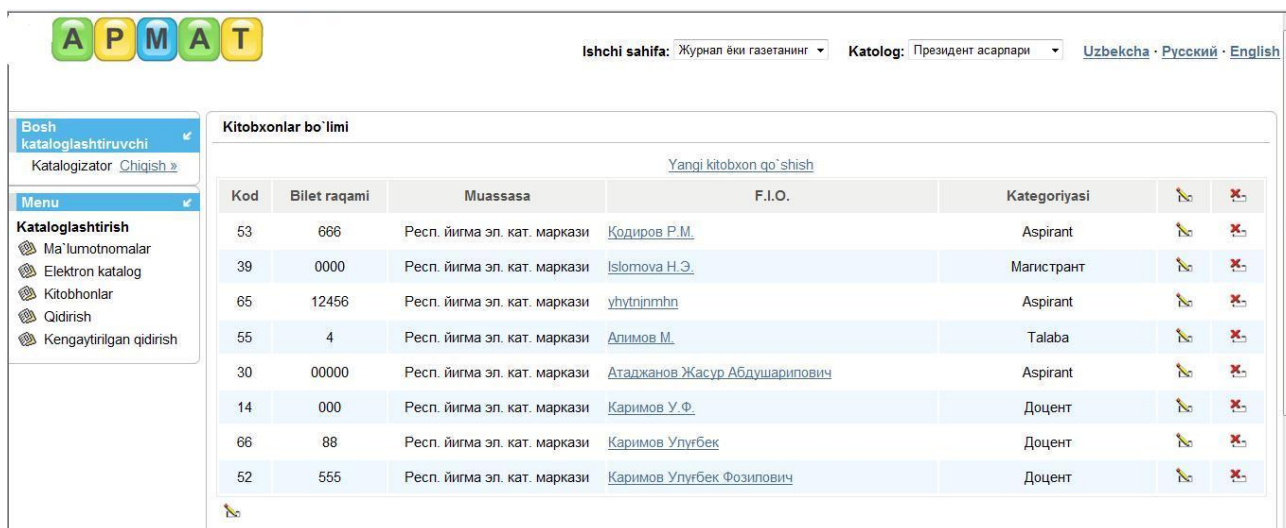 АРМАТ
Ishchi sahifa: Журнал ёки газетанинг Katolog: Президент асарлари Uzbekcha · Русский · English
Bosh kataloglashtiruvchi
Katalogizator Chiqish »
Menu
Kataloglashtirish
Ma`lumotnomalar
Elektron katalog
Kitobhonlar
Qidirish
Kengaytirilgan qidirish
Kitobxonlar bo`limi
Yangi kitobxon qo`shish
Kod Bilet raqami Muassasa F.I.O. Kategoriyasi
53 666 Респ. йигма эл. кат. маркази Қодиров Р.М. Aspirant
39 0000 Респ. йигма эл. кат. маркази Islomova Н.Э. Магистрант
65 12456 Респ. йигма эл. кат. маркази yhytnjnmhn Aspirant
55 4 Респ. йигма эл. кат. маркази Алимов М. Talaba
30 00000 Респ. йигма эл. кат. маркази Атаджанов Жасур Абдушарипович Aspirant
14 000 Респ. йигма эл. кат. маркази Каримов У.Ф. Доцент
66 88 Респ. йигма эл. кат. маркази Каримов Улуғбек Доцент
52 555 Респ. йигма эл. кат. маркази Каримов Улуғбек Фозилович Доцент